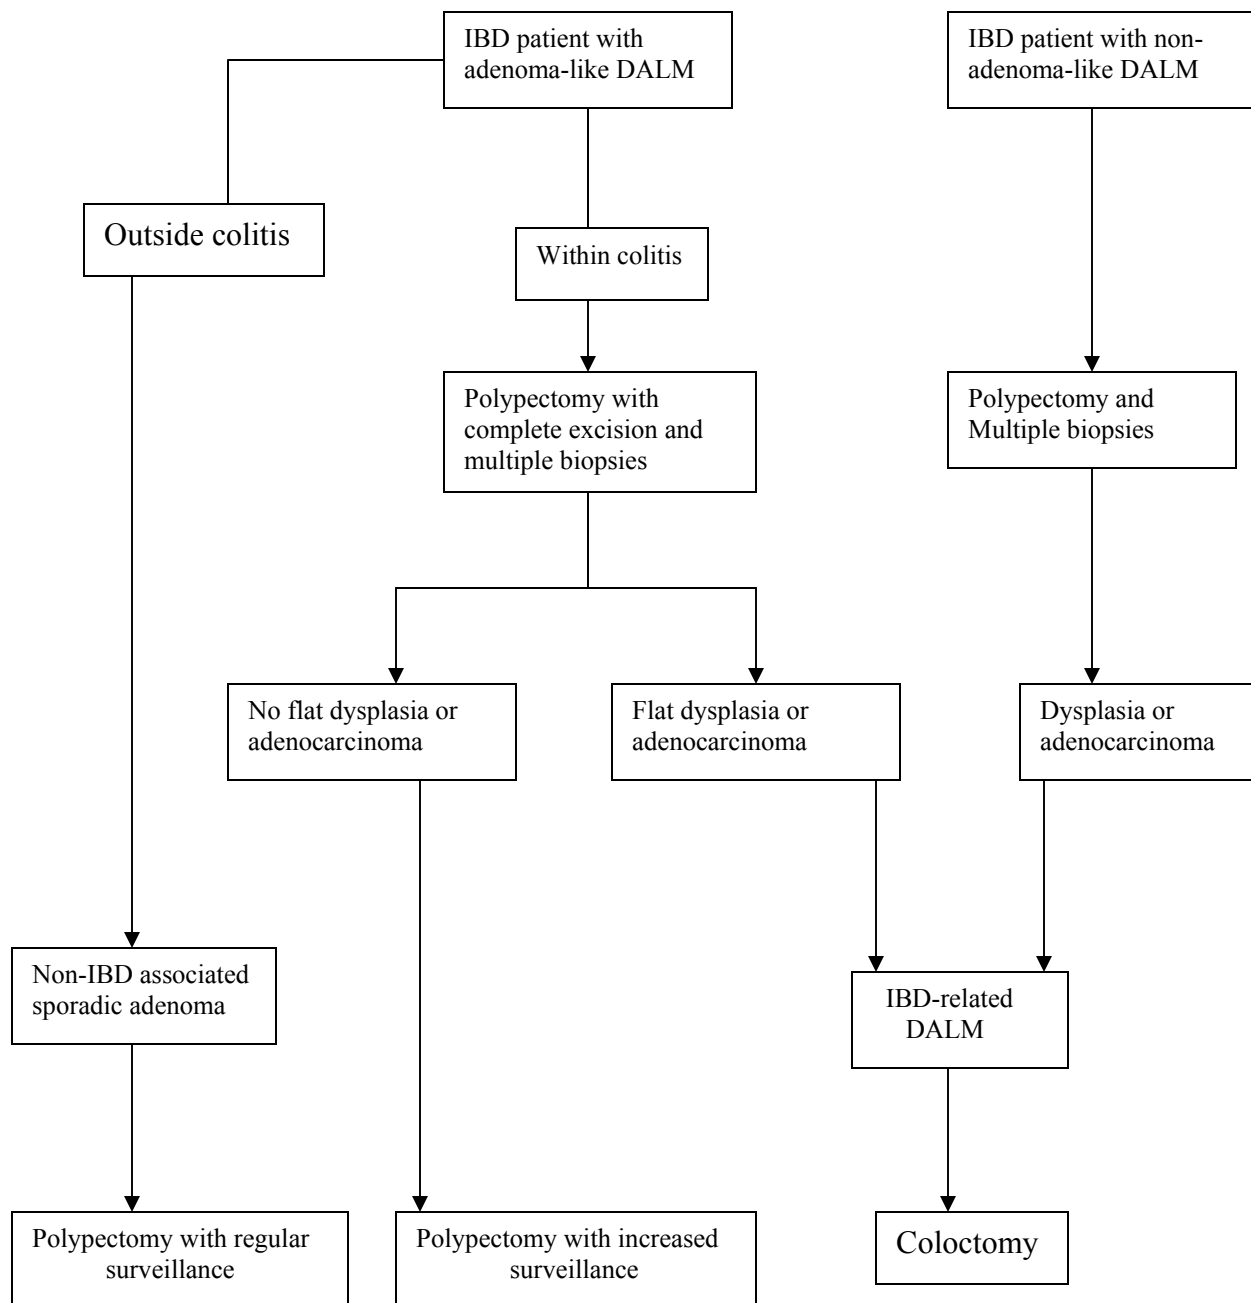 IBD patient with
adenoma-like DALM
IBD patient with non-
adenoma-like DALM
Outside colitis
Within colitis
Polypectomy with
complete excision and
multiple biopsies
Polypectomy and
Multiple biopsies
No flat dysplasia or
adenocarcinoma
Flat dysplasia or
adenocarcinoma
Dysplasia or
adenocarcinoma
Non-IBD associated
sporadic adenoma
IBD-related
DALM
Polypectomy with regular
surveillance
Polypectomy with increased
surveillance
Coloctomy